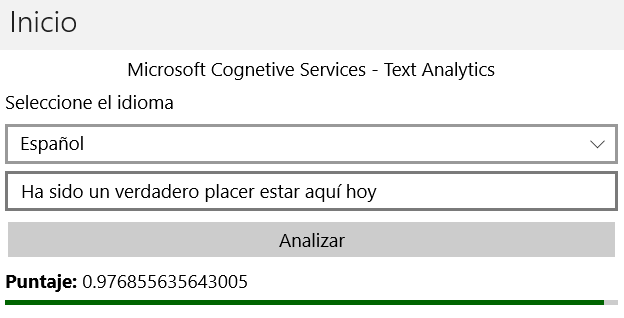 Inicio
Microsoft Cognetive Services - Text Analytics
Seleccione el idioma
Español
Ha sido un verdadero placer estar aquí hoy
Analizar
Puntaje: 0.976855635643005